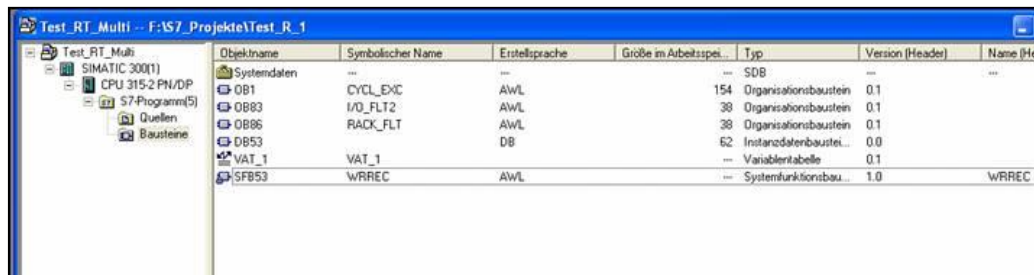 Test_RT_Multi -- F:\S7_Projekte\Test_R_1
Test_RT_Multi
SIMATIC 300(1)
CPU 315-2 PN/DP
S7-Programm(5)
Quellen
Bausteine
Objektname Symbolischer Name Erstellsprache Größe im Arbeitsspei... Typ Version (Header) Name (He
Systemdaten --- --- --- SDB --- ---
OB1 CYCL_EXC AWL 154 Organisationsbaustein 0.1
OB83 I/O_FLT2 AWL 38 Organisationsbaustein 0.1
OB86 RACK_FLT AWL 38 Organisationsbaustein 0.1
DB53 DB 62 Instanzdatenbaustei... 0.0
VAT_1 VAT_1 --- Variablentabelle 0.1
SFB53 WRREC AWL --- Systemfunktionsbau... 1.0 WRREC